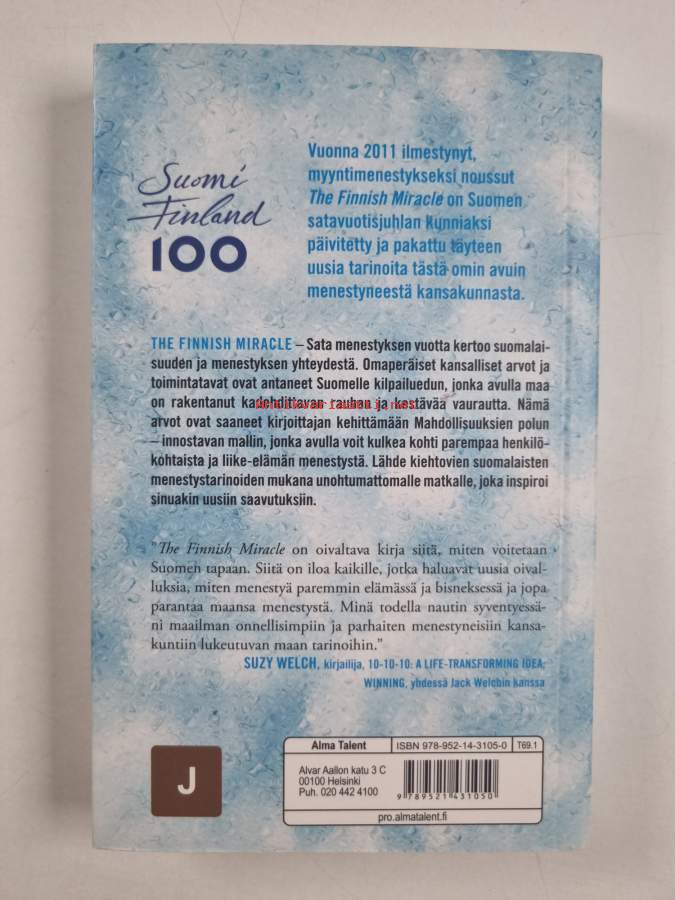 Suomi
Finland
100
Vuonna 2011 ilmestynyt,
myyntimenestykseksi noussut
The Finnish Miracle on Suomen
satavuotisjuhlan kunniaksi
päivitetty ja pakattu täyteen
uusia tarinoita tästä omin avuin
menestyneestä kansakunnasta.
THE FINNISH MIRACLE – Sata menestyksen vuotta kertoo suomalai-
suuden ja menestyksen yhteydestä. Omaperäiset kansalliset arvot ja
toimintatavat ovat antaneet Suomelle kilpailuedun, jonka avulla maa
on rakentanut kadehdittavan rauhan ja kestävää vaurautta. Nämä
arvot ovat saaneet kirjoittajan kehittämään Mahdollisuuksien polun
– innostavan mallin, jonka avulla voit kulkea kohti parempaa henkilö-
kohtaista ja liike-elämän menestystä. Lähde kiehtovien suomalaisten
menestystarinoiden mukana unohtumattomalle matkalle, joka inspiroi
sinuakin uusiin saavutuksiin.
"The Finnish Miracle on oivaltava kirja siitä, miten voitetaan
Suomen tapaan. Siitä on iloa kaikille, jotka haluavat uusia oival-
luksia, miten menestyä paremmin elämässä ja bisneksessä ja jopa
parantaa maansa menestystä. Minä todella nautin syventyessä-
ni maailman onnellisimpiin ja parhaiten menestyneisiin kansa-
kuntiin lukeutuvan maan tarinoihin."
SUZY WELCH, kirjailija, 10-10-10: A LIFE-TRANSFORMING IDEA;
WINNING, yhdessä Jack Welchin kanssa
J
Alma Talent ISBN 978-952-14-3105-0 T69.1
Alvar Aallon katu 3 C
00100 Helsinki
Puh. 020 442 4100
9 789521 431050
pro.almatalent.fi